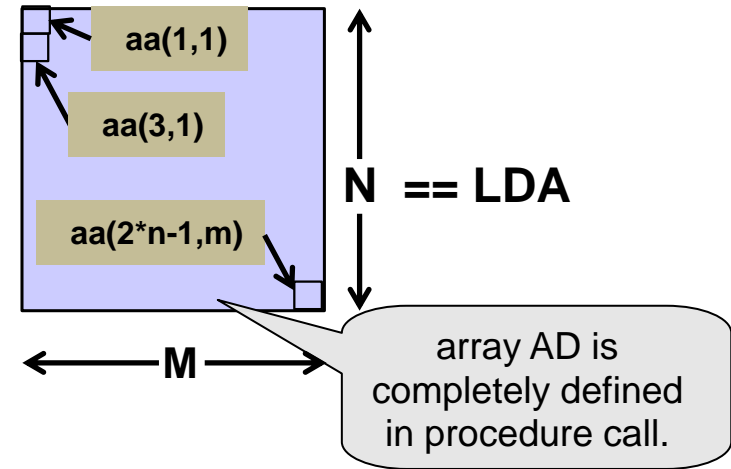 aa(1,1)
aa(3,1)
N == LDA
aa(2*n-1,m)
M
array AD is
completely defined
in procedure call.